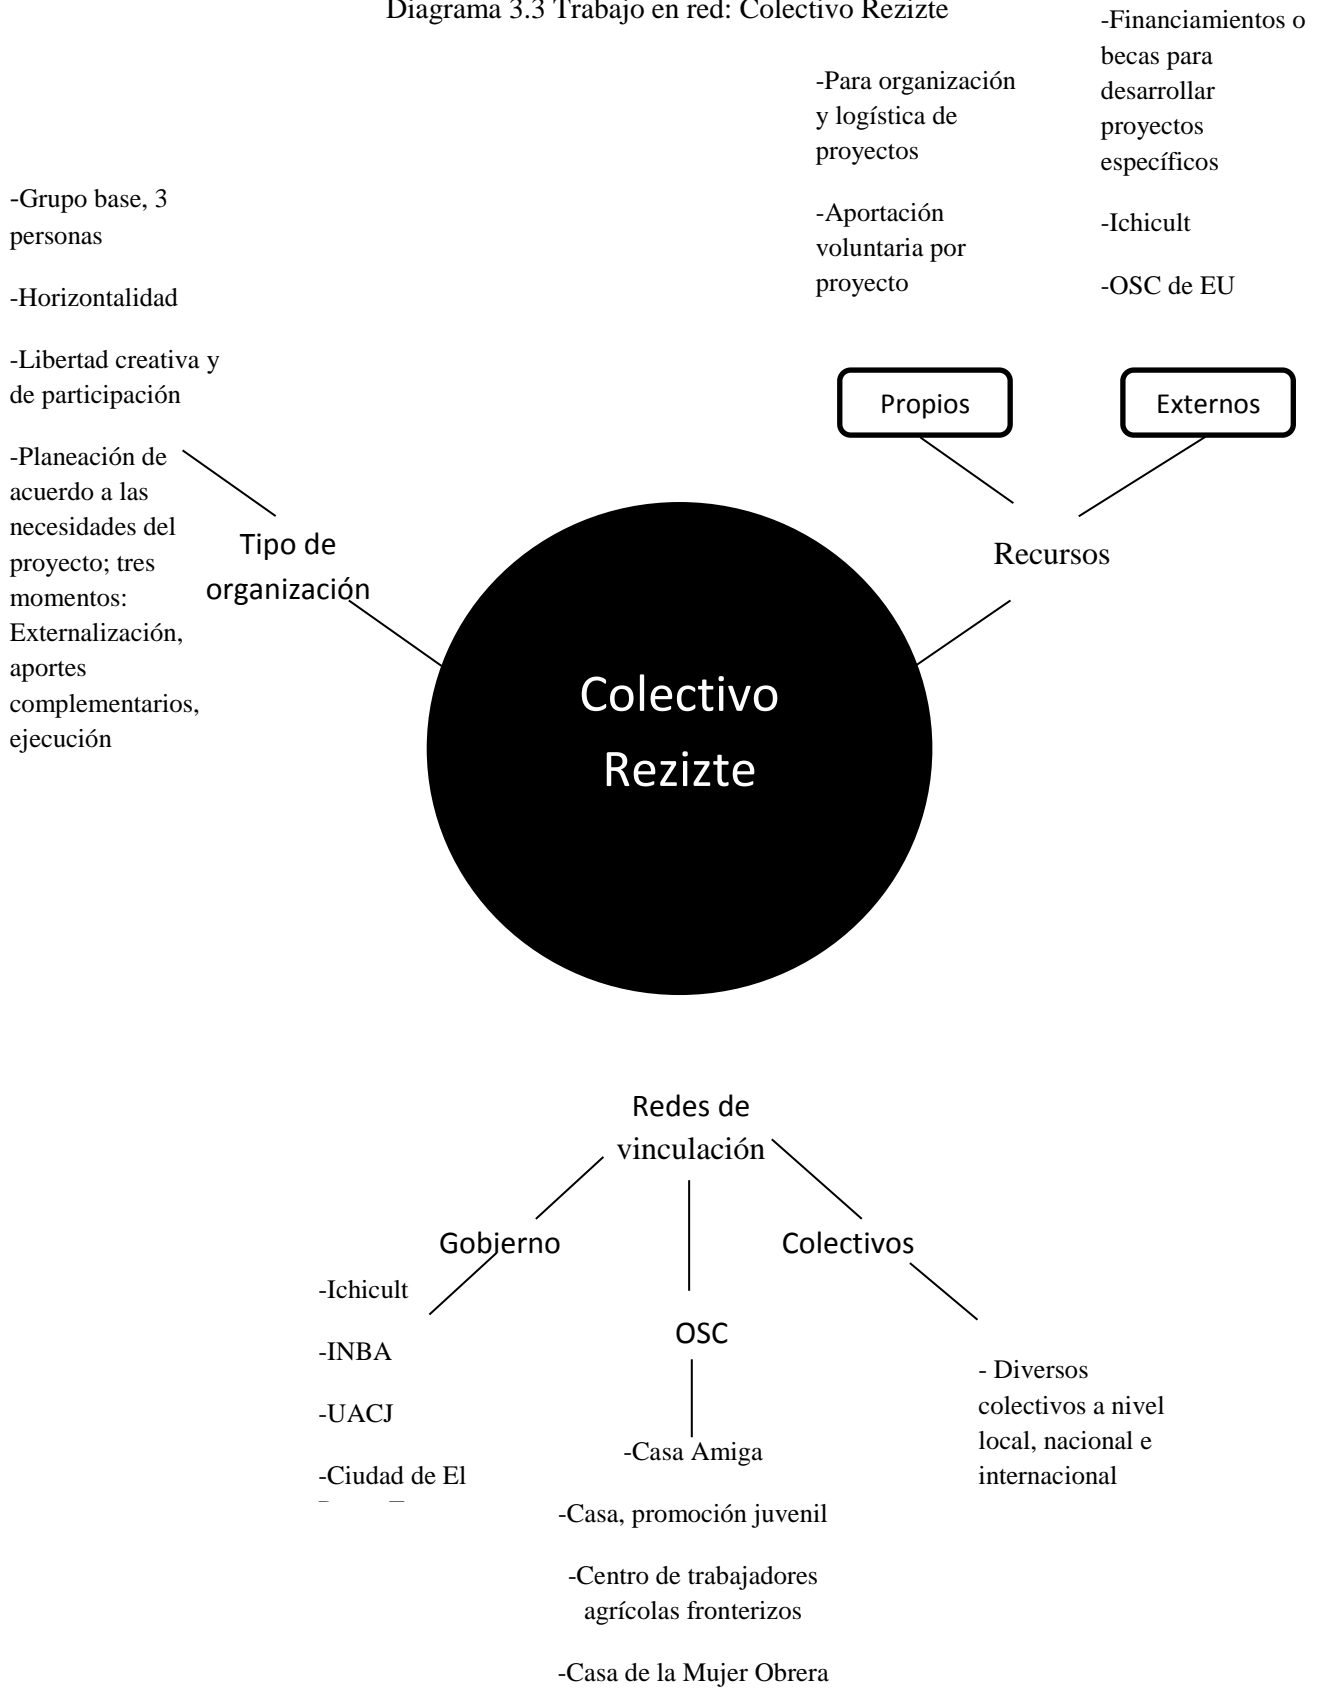 Diagrama 3.3 Trabajo en red: Colectivo Rezizte
-Financiamientos o
becas para
desarrollar
proyectos
específicos
-Ichicult
-OSC de EU
-Para organización
y logística de
proyectos
-Aportación
voluntaria por
proyecto
-Grupo base, 3
personas
-Horizontalidad
-Libertad creativa y
de participación
-Planeación de
acuerdo a las
necesidades del
proyecto; tres
momentos:
Externalización,
aportes
complementarios,
ejecución
Propios
Externos
Tipo de
organización
Recursos
Colectivo
Rezizte
Redes de
vinculación
Gobierno
Colectivos
OSC
-Ichicult
-INBA
-UACJ
-Ciudad de El
-Casa Amiga
-Casa, promoción juvenil
-Centro de trabajadores
agrícolas fronterizos
-Casa de la Mujer Obrera
- Diversos
colectivos a nivel
local, nacional e
internacional